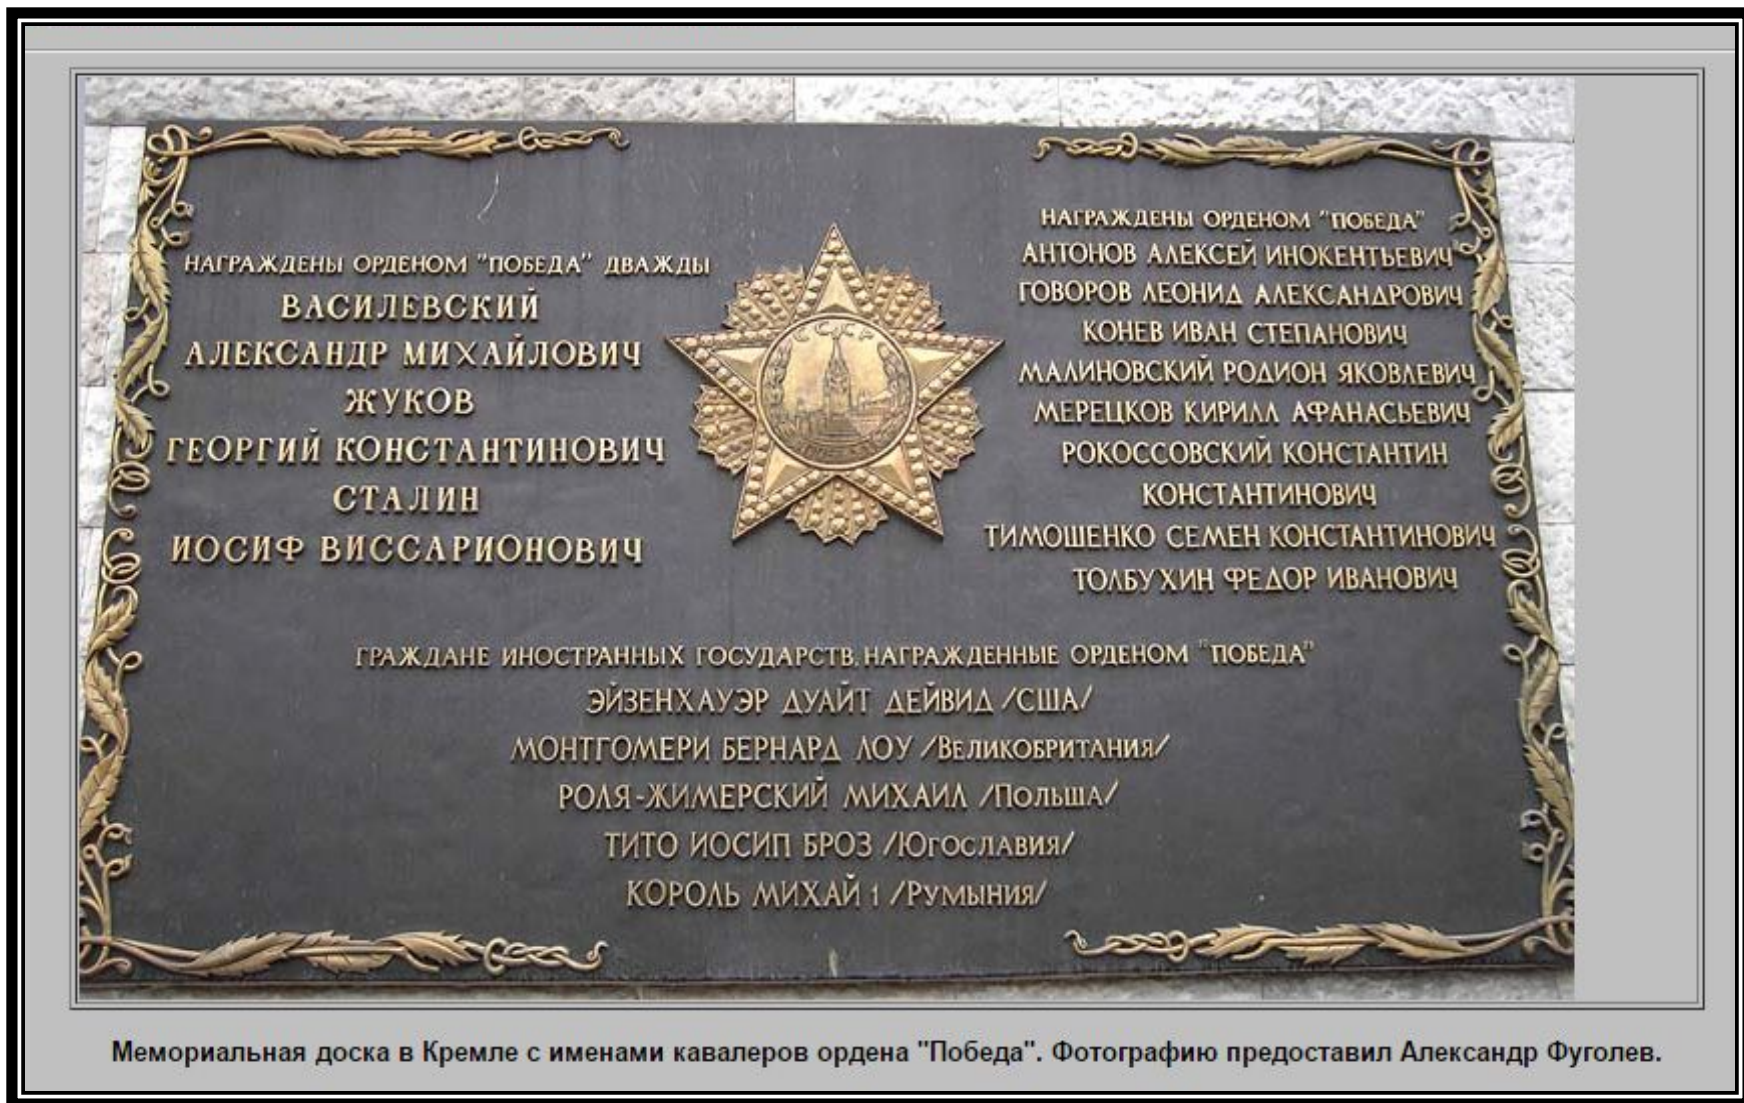 НАГРАЖДЕНЫ ОРДЕНОМ "ПОБЕДА" ДВАЖДЫ
ВАСИЛЕВСКИЙ
АЛЕКСАНДР МИХАЙЛОВИЧ
ЖУКОВ
ГЕОРГИЙ КОНСТАНТИНОВИЧ
СТАЛИН
ИОСИФ ВИССАРИОНОВИЧ
СССР
НАГРАЖДЕНЫ ОРДЕНОМ "ПОБЕДА"
АНТОНОВ АЛЕКСЕЙ ИНОКЕНТЬЕВИЧ
ГОВОРОВ ЛЕОНИД АЛЕКСАНДРОВИЧ
КОНЕВ ИВАН СТЕПАНОВИЧ
МАЛИНОВСКИЙ РОДИОН ЯКОВЛЕВИЧ
МЕРЕЦКОВ КИРИЛЛ АФАНАСЬЕВИЧ
РОКОССОВСКИЙ КОНСТАНТИН
КОНСТАНТИНОВИЧ
ТИМОШЕНКО СЕМЕН КОНСТАНТИНОВИЧ
ТОЛБУХИН ФЕДОР ИВАНОВИЧ
ГРАЖДАНЕ ИНОСТРАННЫХ ГОСУДАРСТВ, НАГРАЖДЕННЫЕ ОРДЕНОМ "ПОБЕДА"
ЭЙЗЕНХАУЭР ДУАЙТ ДЕЙВИД /США/
МОНТГОМЕРИ БЕРНАРД ЛОУ /ВЕЛИКОБРИТАНИЯ/
РОЛЯ-ЖИМЕРСКИЙ МИХАИЛ /ПОЛЬША/
ТИТО ИОСИП БРОЗ /ЮГОСЛАВИЯ/
КОРОЛЬ МИХАЙ 1 /РУМЫНИЯ/
Мемориальная доска в Кремле с именами кавалеров ордена "Победа". Фотографию предоставил Александр Фуголев.